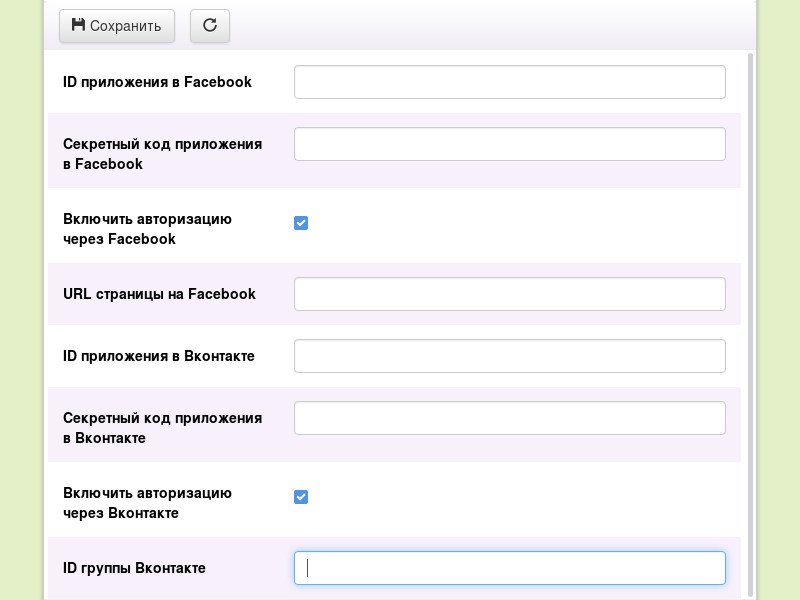 Сохранить
ID приложения в Facebook
Секретный код приложения
в Facebook
Включить авторизацию
через Facebook
URL страницы на Facebook
ID приложения в Вконтакте
Секретный код приложения
в Вконтакте
Включить авторизацию
через Вконтакте
ID группы Вконтакте